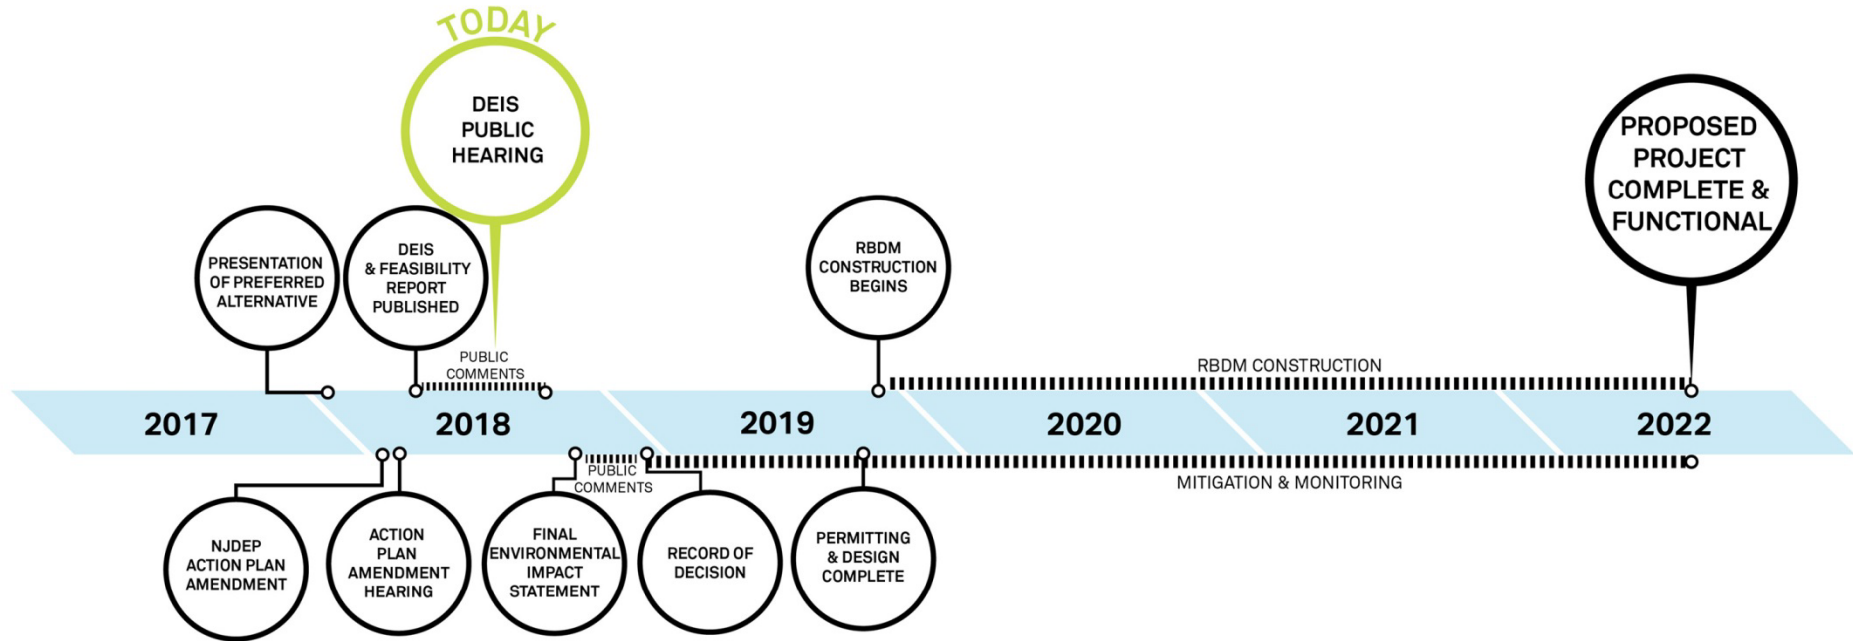 TODAY
DEIS
PUBLIC
HEARING
PROPOSED
PROJECT
COMPLETE &
FUNCTIONAL
PRESENTATION
OF PREFERRED
ALTERNATIVE
DEIS
& FEASIBILITY
REPORT
PUBLISHED
RBDM
CONSTRUCTION
BEGINS
PUBLIC
COMMENTS
RBDM CONSTRUCTION
2017
2018
2019
2020
2021
2022
PUBLIC
COMMENTS
MITIGATION & MONITORING
NJDEP
ACTION PLAN
AMENDMENT
ACTION
PLAN
AMENDMENT
HEARING
FINAL
ENVIRONMENTAL
IMPACT
STATEMENT
RECORD OF
DECISION
PERMITTING
& DESIGN
COMPLETE